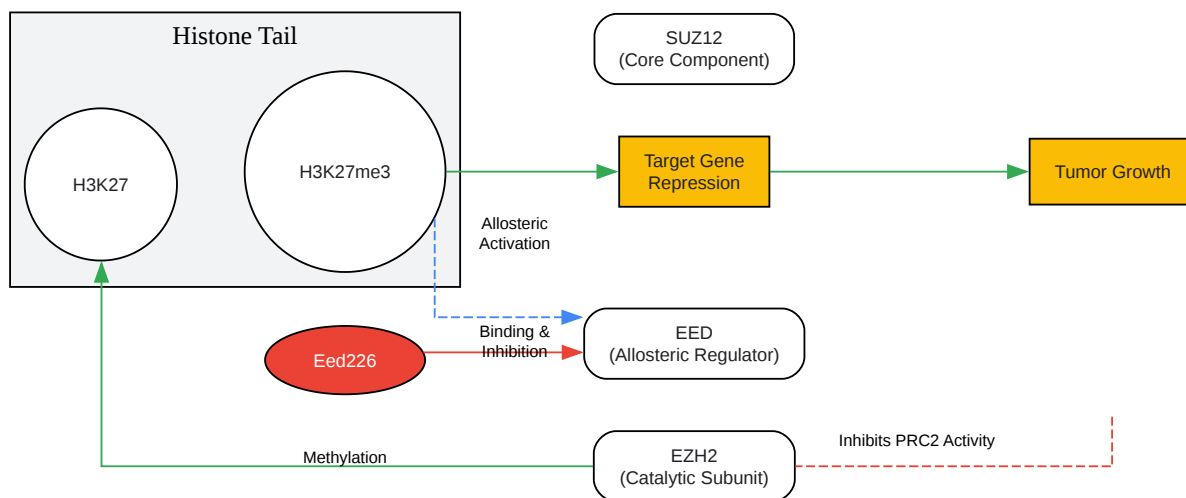 Histone Tail
SUZ12
(Core Component)
H3K27
H3K27me3
Target Gene
Repression
Tumor Growth
Allosteric
Activation
Eed226
Binding &
Inhibition
EED
(Allosteric Regulator)
Methylation
EZH2
(Catalytic Subunit)
Inhibits PRC2 Activity